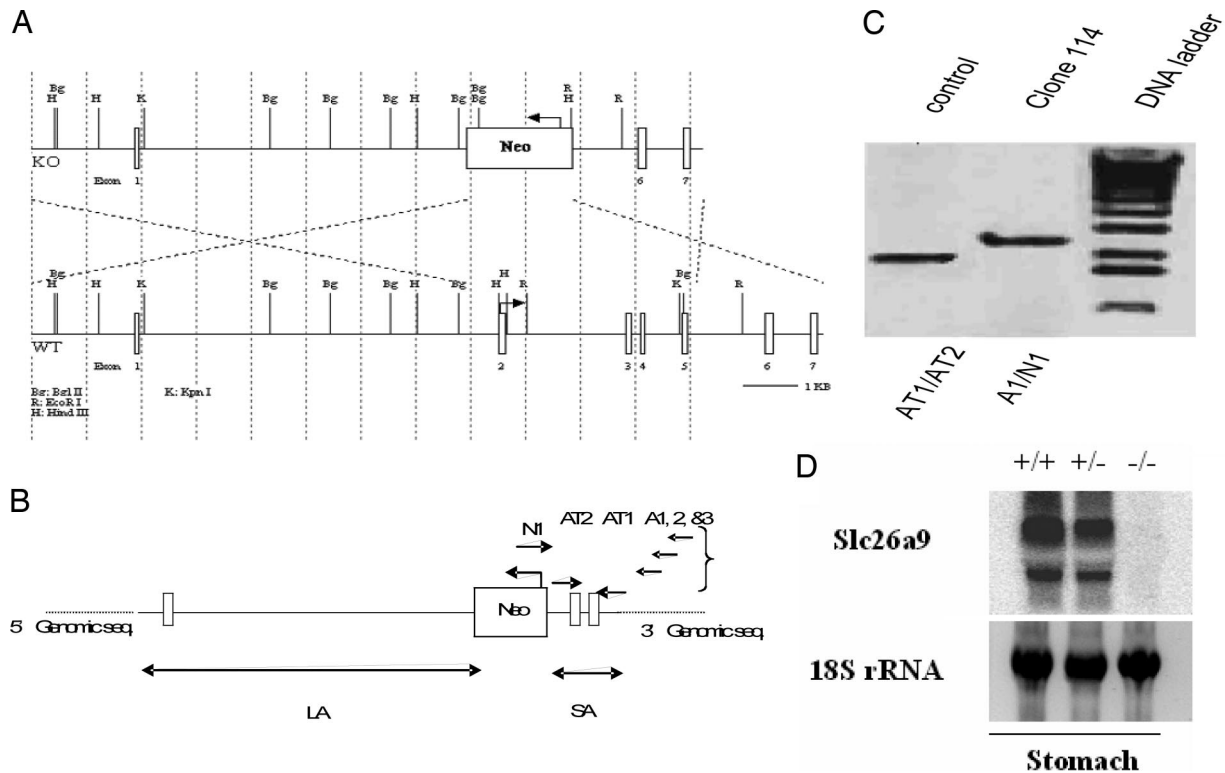 A
Bg
Bg R
H H K Bg Bg Bg H Bg Bg H R
Neo
KO
Exon 1 6 7
Bg H Bg
H H K Bg Bg Bg H Bg H R K R
WT
Exon 1 2 3 4 5 6 7
Bg: Bgl II K: Kpn I 1 KB
R: EcoR I
H: Hind III
B
N1 AT2 AT1 A1, 2, &3
Neo
5' Genomic seq. 3' Genomic seq.
LA SA
C
control Clone 114 DNA ladder
AT1/AT2 A1/N1
D
+/+ +/- -/-
Slc26a9
18S rRNA
Stomach